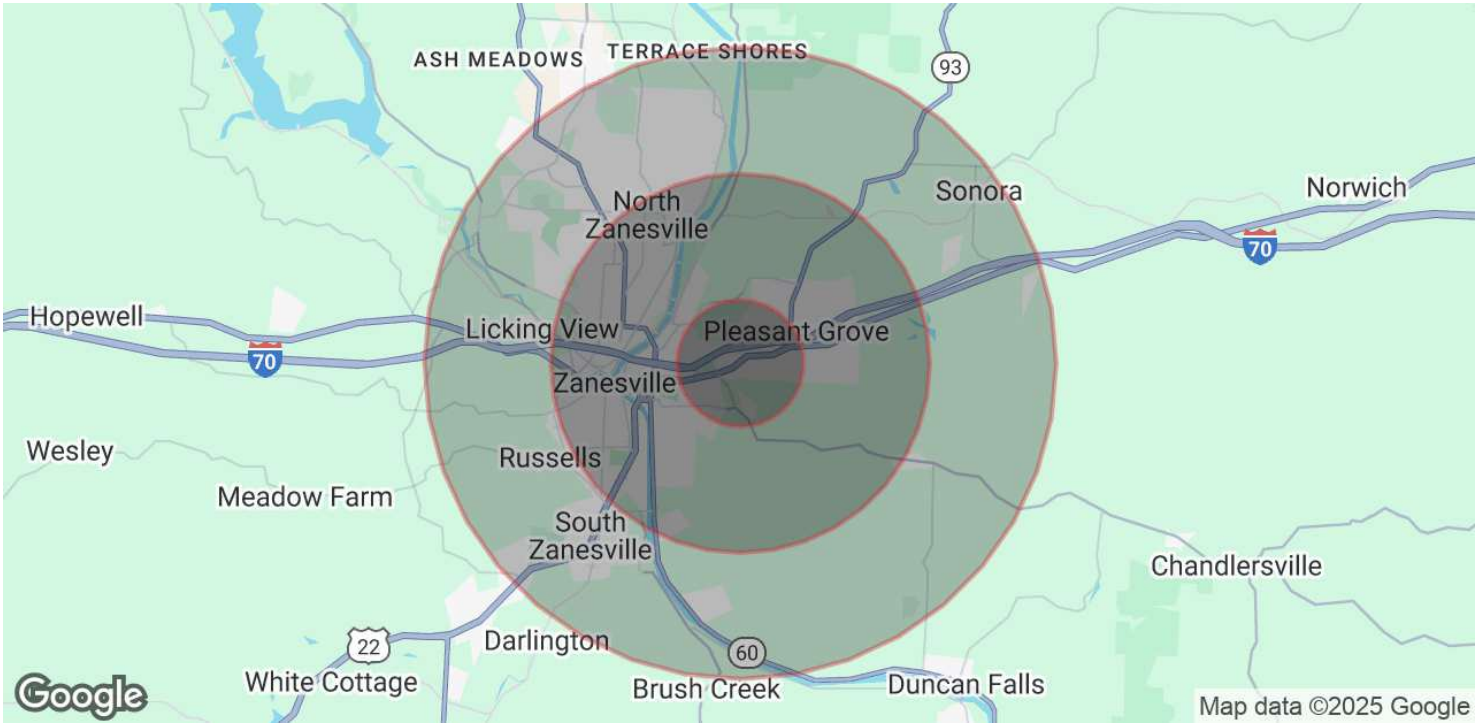 TERRACE SHORES
ASH MEADOWS
93
North
Zanesville
Sonora
Norwich
70
Hopewell
Licking View
Pleasant Grove
70
Zanesville
Wesley
Russells
Meadow Farm
South
Zanesville
Chandlersville
22
Darlington
60
White Cottage
Brush Creek
Duncan Falls
Google
Map data ©2025 Google